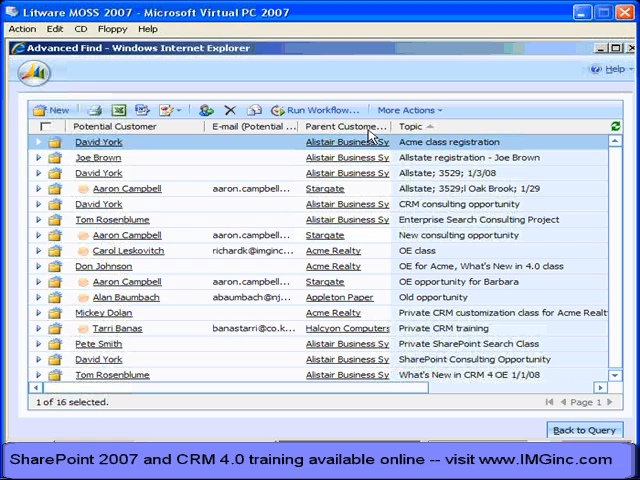 Litware MOSS 2007 - Microsoft Virtual PC 2007
Action Edit CD Floppy Help
Advanced Find - Windows Internet Explorer
Help
New Run Workflow... More Actions
Potential Customer E-mail (Potential ... Parent Custome... Topic
David York Alistair Business Sy Acme class registration
Joe Brown Alistair Business Sy Allstate registration - Joe Brown
David York Alistair Business Sy Allstate; 3529; 1/3/08
Aaron Campbell aaron.campbell... Stargate Allstate; 3529;l Oak Brook; 1/29
David York Alistair Business Sy CRM consulting opportunity
Tom Rosenblume Alistair Business Sy Enterprise Search Consulting Project
Aaron Campbell aaron.campbell... Stargate New consulting opportunity
Carol Leskovitch richardk@imginc... Acme Realty OE class
Don Johnson Acme Realty OE for Acme, What's New in 4.0 class
Aaron Campbell aaron.campbell... Stargate OE opportunity for Barbara
Alan Baumbach abaumbach@nj... Appleton Paper Old opportunity
Mickey Dolan Acme Realty Private CRM customization class for Acme Realt
Tarri Banas banastarri@co.k... Halcyon Computers Private CRM training
Pete Smith Alistair Business Sy Private SharePoint Search Class
David York Alistair Business Sy SharePoint Consulting Opportunity
Tom Rosenblume Alistair Business Sy What's New in CRM 4 OE 1/1/08
1 of 16 selected. Page 1
Back to Query
SharePoint 2007 and CRM 4.0 training available online -- visit www.IMGinc.com